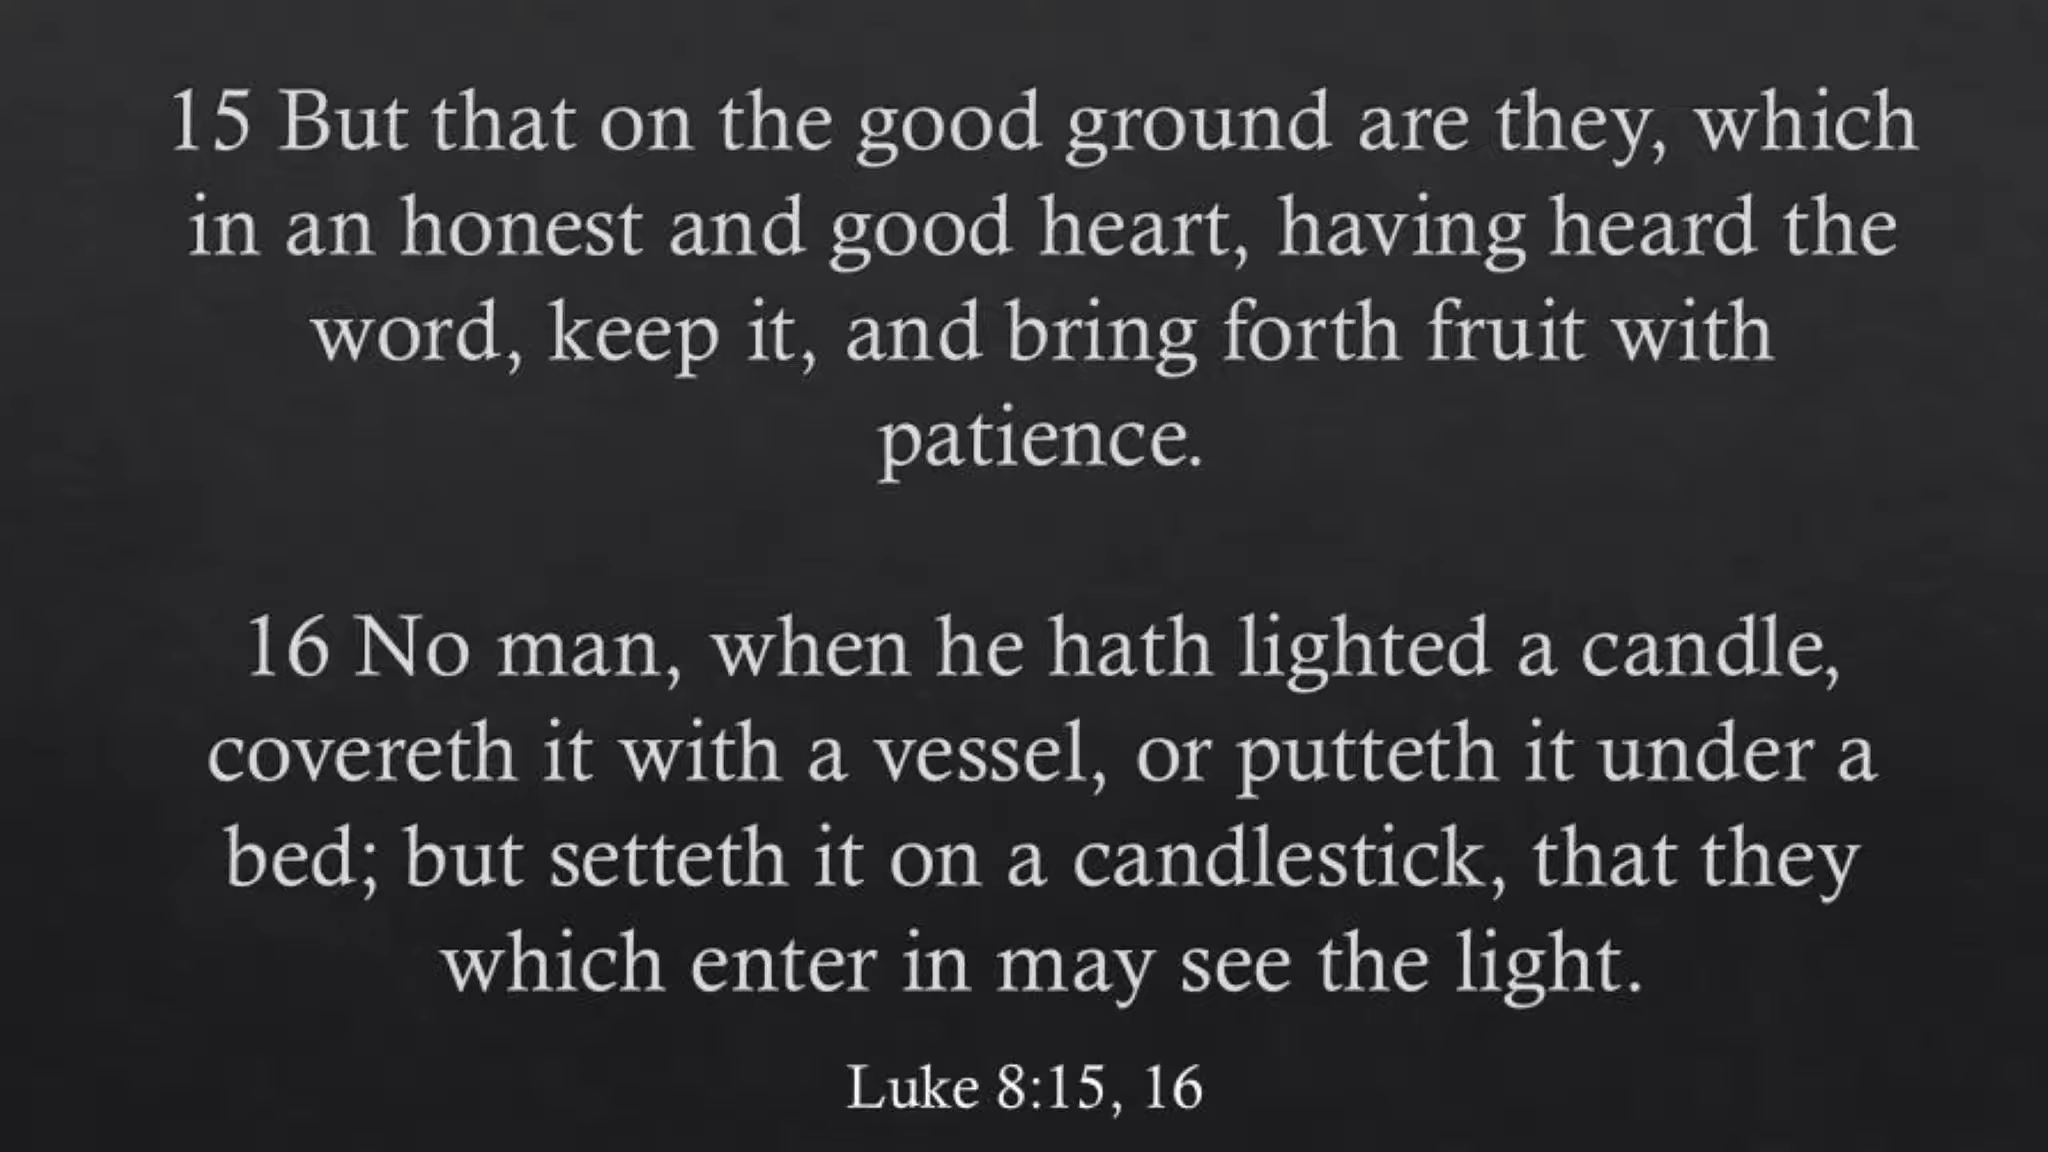 15 But that on the good ground are they, which
in an honest and good heart, having heard the
word, keep it, and bring forth fruit with
patience.
16 No man, when he hath lighted a candle,
covereth it with a vessel, or putteth it under a
bed; but setteth it on a candlestick, that they
which enter in may see the light.
Luke 8:15, 16